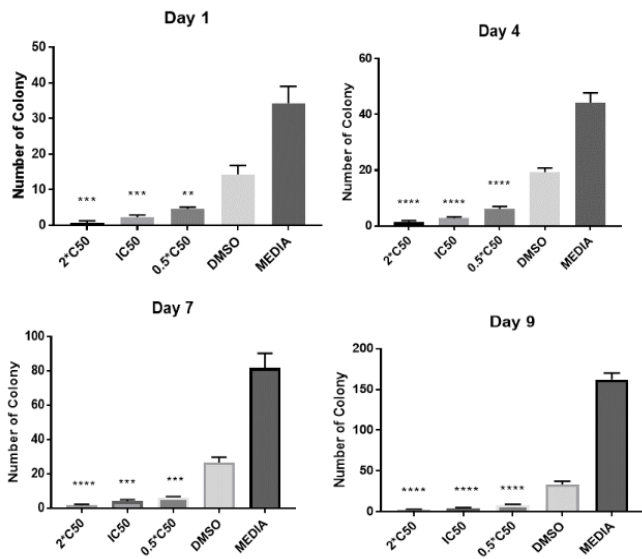 Day 1
Number of Colony
50
40
30
20
10
0
*** *** **
2*C50 IC50 0.5*C50 DMSO MEDIA
Day 4
Number of Colony
60
40
20
0
**** **** ****
2*C50 IC50 0.5*C50 DMSO MEDIA
Day 7
Number of Colony
100
80
60
40
20
0
**** *** ***
2*C50 IC50 0.5*C50 DMSO MEDIA
Day 9
Number of Colony
200
150
100
50
0
**** **** ****
2*C50 IC50 0.5*C50 DMSO MEDIA